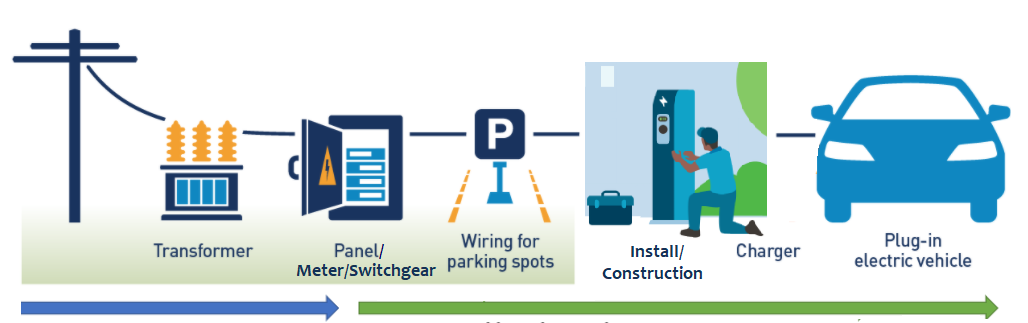 P
Transformer
Panel/
Meter/Switchgear
Wiring for
parking spots
Install/
Construction
Charger
Plug-in
electric vehicle